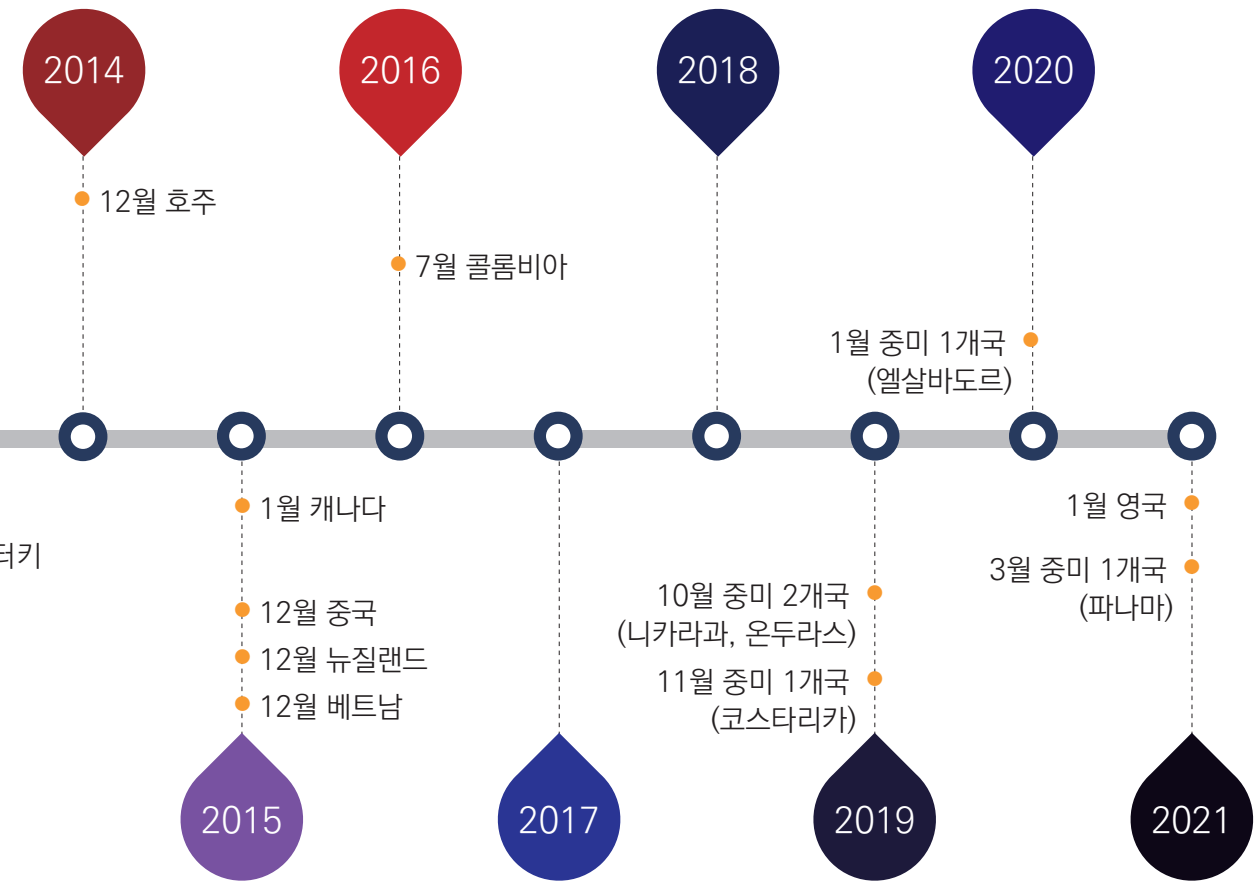 2014
12월 호주
2016
7월 콜롬비아
2018
2020
1월 중미 1개국
(엘살바도르)
터키
1월 캐나다
12월 중국
12월 뉴질랜드
12월 베트남
2015
2017
10월 중미 2개국
(니카라과, 온두라스)
11월 중미 1개국
(코스타리카)
2019
1월 영국
3월 중미 1개국
(파나마)
2021